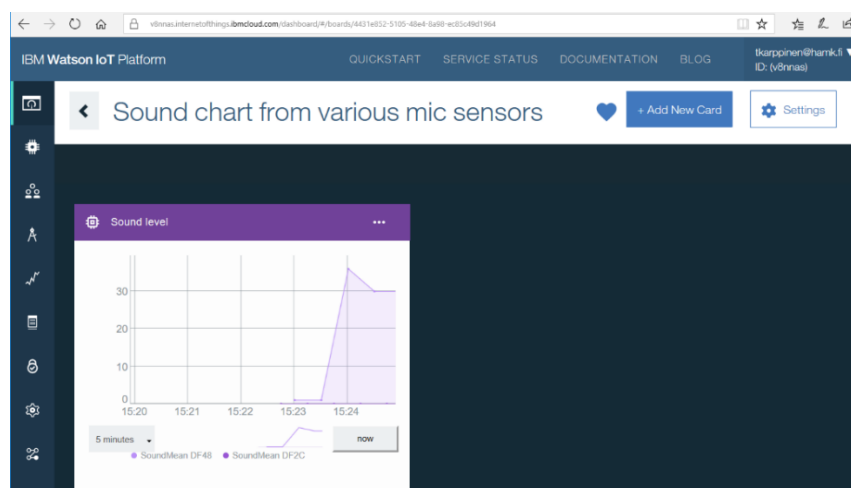 v8nnas.internetofthings.ibmcloud.com/dashboard/#/boards/4431e852-5105-48e4-8a98-ec85c49d1964
IBM Watson IoT Platform
QUICKSTART
SERVICE STATUS
DOCUMENTATION
BLOG
tkarppinen@hamk.fi
ID: (v8nnas)
Sound chart from various mic sensors
+ Add New Card
Settings
Sound level
30
20
10
0
15:20 15:21 15:22 15:23 15:24
5 minutes
now
SoundMean DF48 SoundMean DF2C